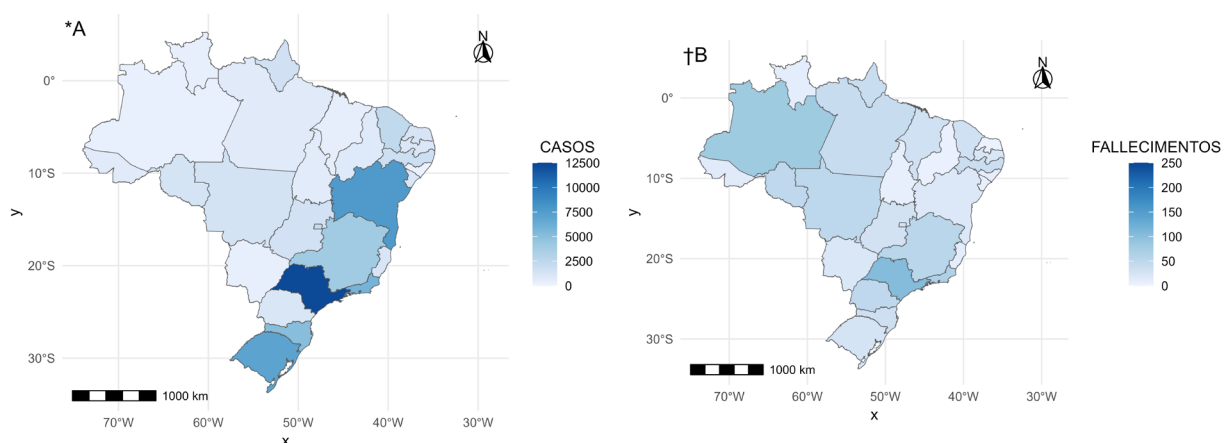 *A
N
0°
10°S
20°S
30°S
y
1000 km
70°W
60°W
50°W
40°W
30°W
x
CASOS
12500
10000
7500
5000
2500
0
†B
N
0°
10°S
20°S
30°S
y
1000 km
70°W
60°W
50°W
40°W
30°W
x
FALLECIMENTOS
250
200
150
100
50
0